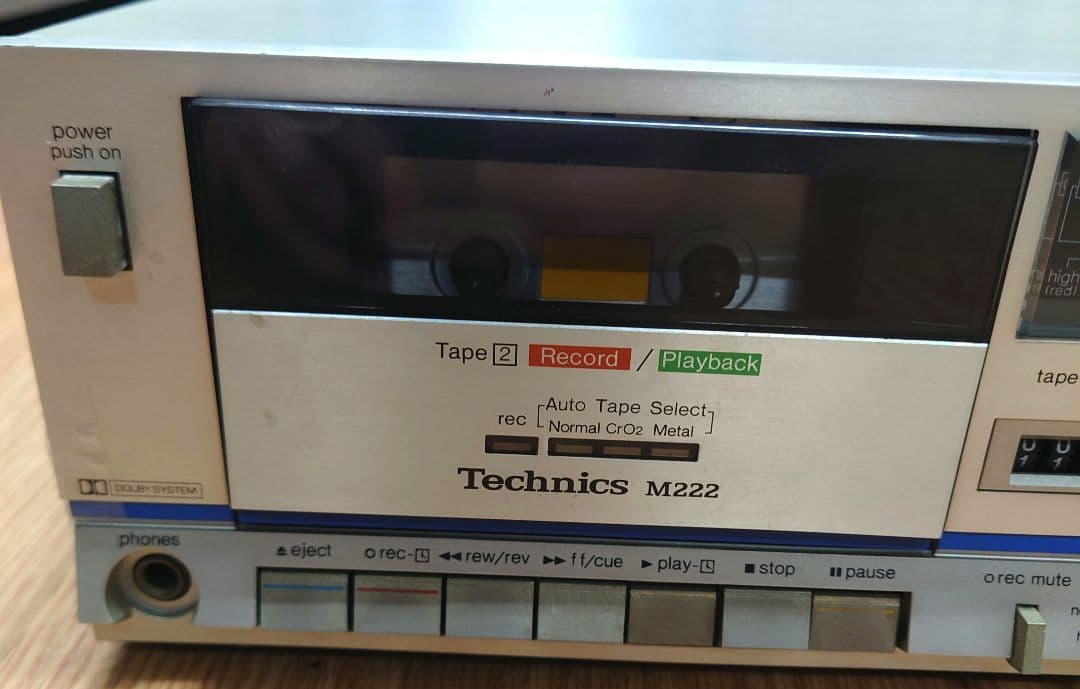 power
push on
high
(red)
Tape 2 Record / Playback
tape
Auto Tape Select
rec Normal CrO2 Metal
Technics M222
DOLBY SYSTEM
phones
⏏eject
○rec-
◀◀rew/rev
▶▶ff/cue
▶play-
■stop
▮▮pause
○rec mute